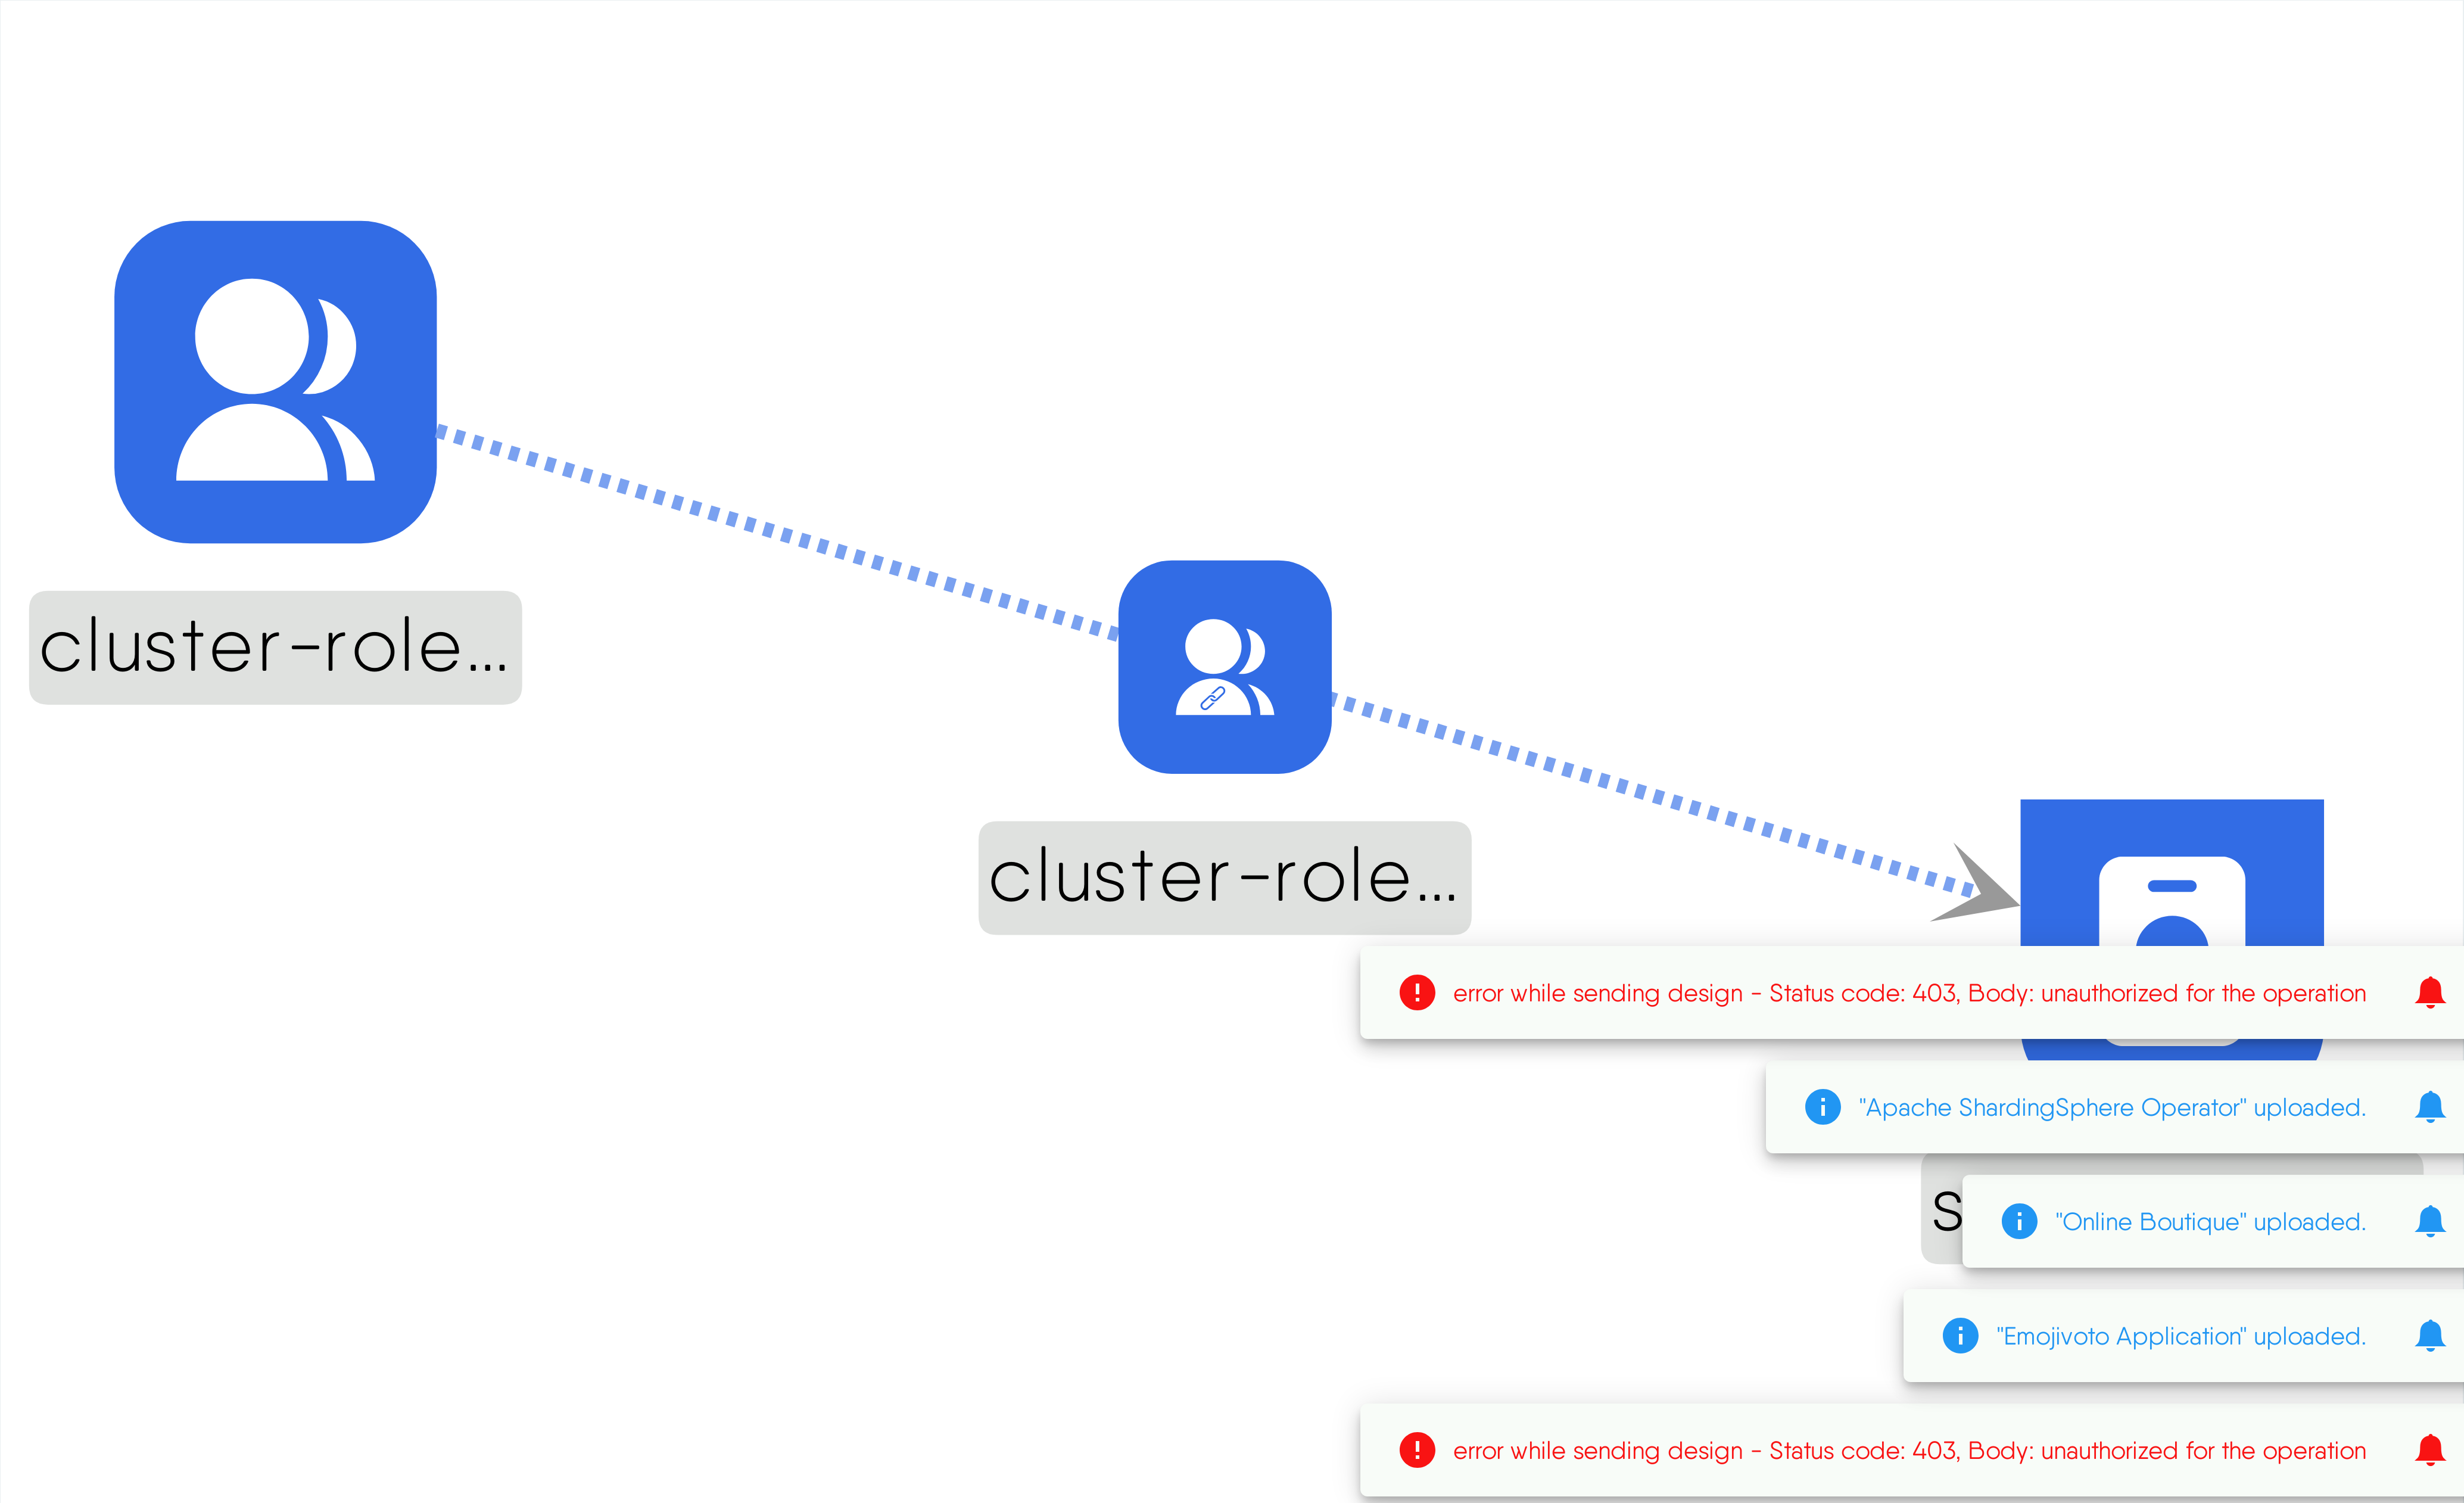 cluster-role...
cluster-role...
error while sending design - Status code: 403, Body: unauthorized for the operation
"Apache ShardingSphere Operator" uploaded.
"Online Boutique" uploaded.
"Emojivoto Application" uploaded.
error while sending design - Status code: 403, Body: unauthorized for the operation